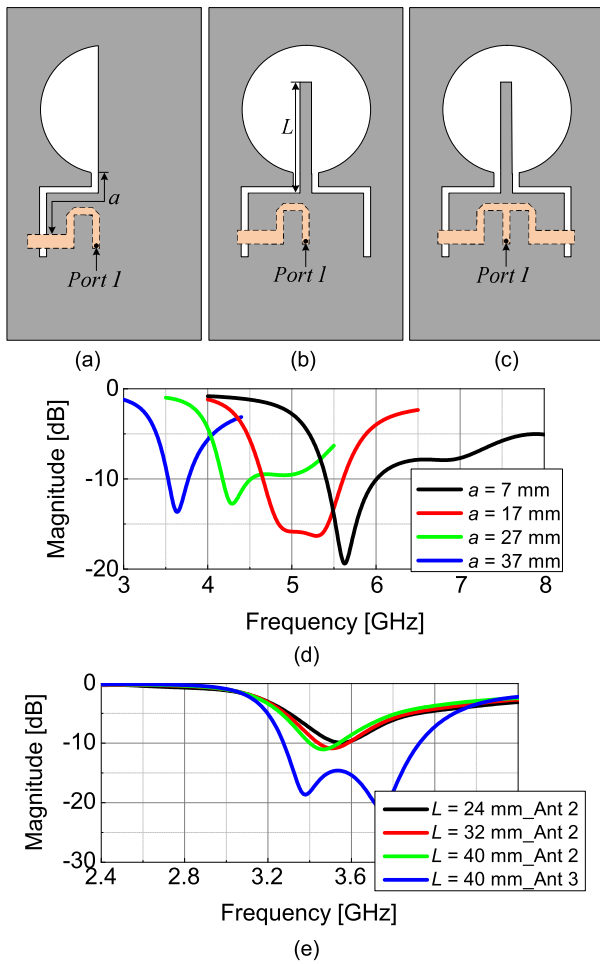 a
Port 1
L
Port 1
Port 1
(a)
(b)
(c)
0
-10
-20
Magnitude [dB]
a = 7 mm
a = 17 mm
a = 27 mm
a = 37 mm
3 4 5 6 7 8
Frequency [GHz]
(d)
0
-10
-20
-30
Magnitude [dB]
L = 24 mm_Ant 2
L = 32 mm_Ant 2
L = 40 mm_Ant 2
L = 40 mm_Ant 3
2.4 2.8 3.2 3.6
Frequency [GHz]
(e)